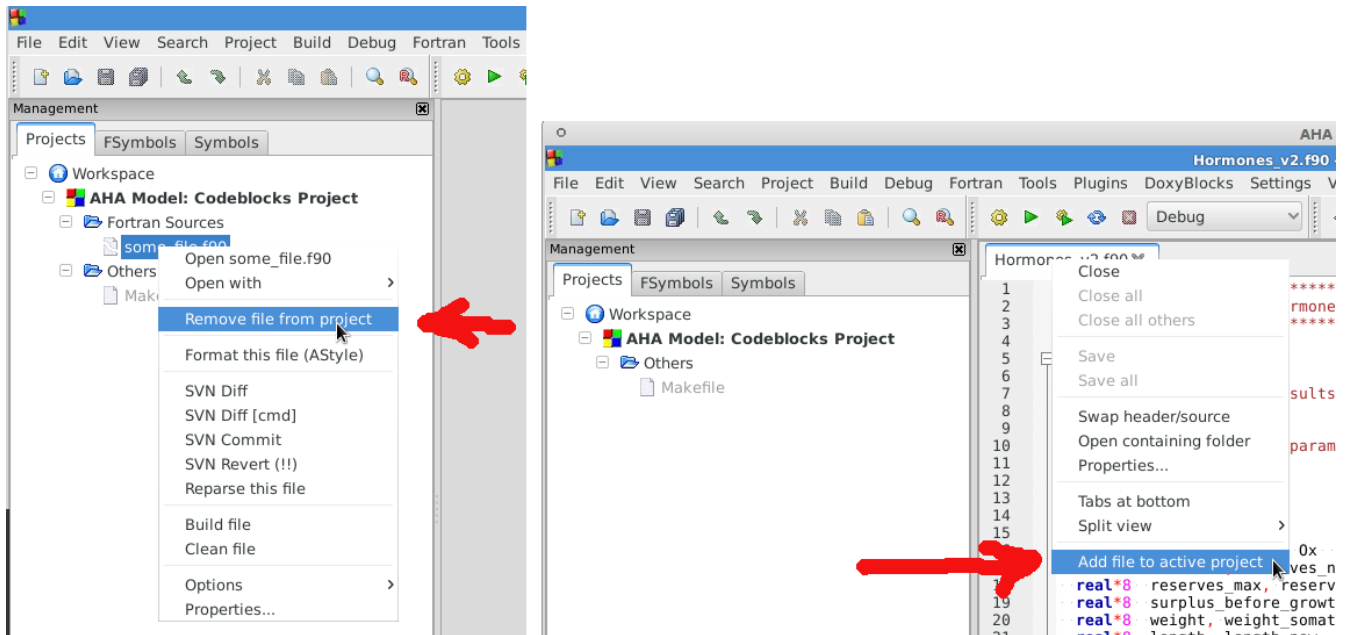 File Edit View Search Project Build Debug Fortran Tools
Management
Projects FSymbols Symbols
Workspace
AHA Model: Codeblocks Project
Fortran Sources
some_file.f90
Others
Open some_file.f90
Open with
Remove file from project
Format this file (AStyle)
SVN Diff
SVN Diff [cmd]
SVN Commit
SVN Revert (!!)
Reparse this file
Build file
Clean file
Options
Properties...
AHA
Hormones_v2.f90
File Edit View Search Project Build Debug Fortran Tools Plugins DoxyBlocks Settings V
Debug
Management
Projects FSymbols Symbols
Workspace
AHA Model: Codeblocks Project
Others
Makefile
Hormones_v2.f90
Close
Close all
Close all others
Save
Save all
Swap header/source
Open containing folder
Properties...
Tabs at bottom
Split view
Add file to active project
1 *****
2 rmone
3 *****
4
5
6
7 sults
8
9
10 param
11
12
13
14
15
0x
ves_n
real*8 reserves_max, reserv
19 real*8 surplus_before_growt
20 real*8 weight, weight_somat